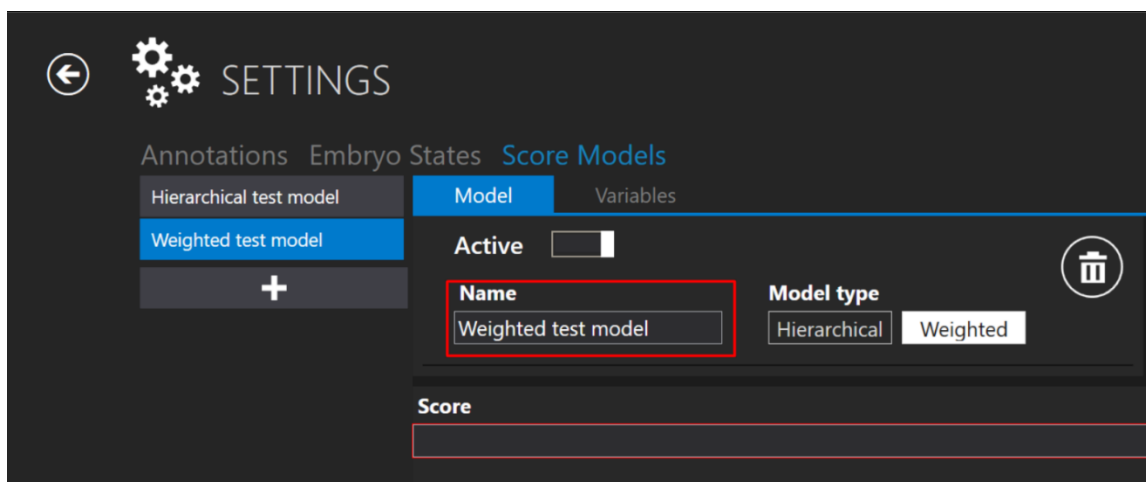 SETTINGS
Annotations Embryo States Score Models
Hierarchical test model
Weighted test model
Model Variables
Active
Name
Weighted test model
Model type
Hierarchical Weighted
Score